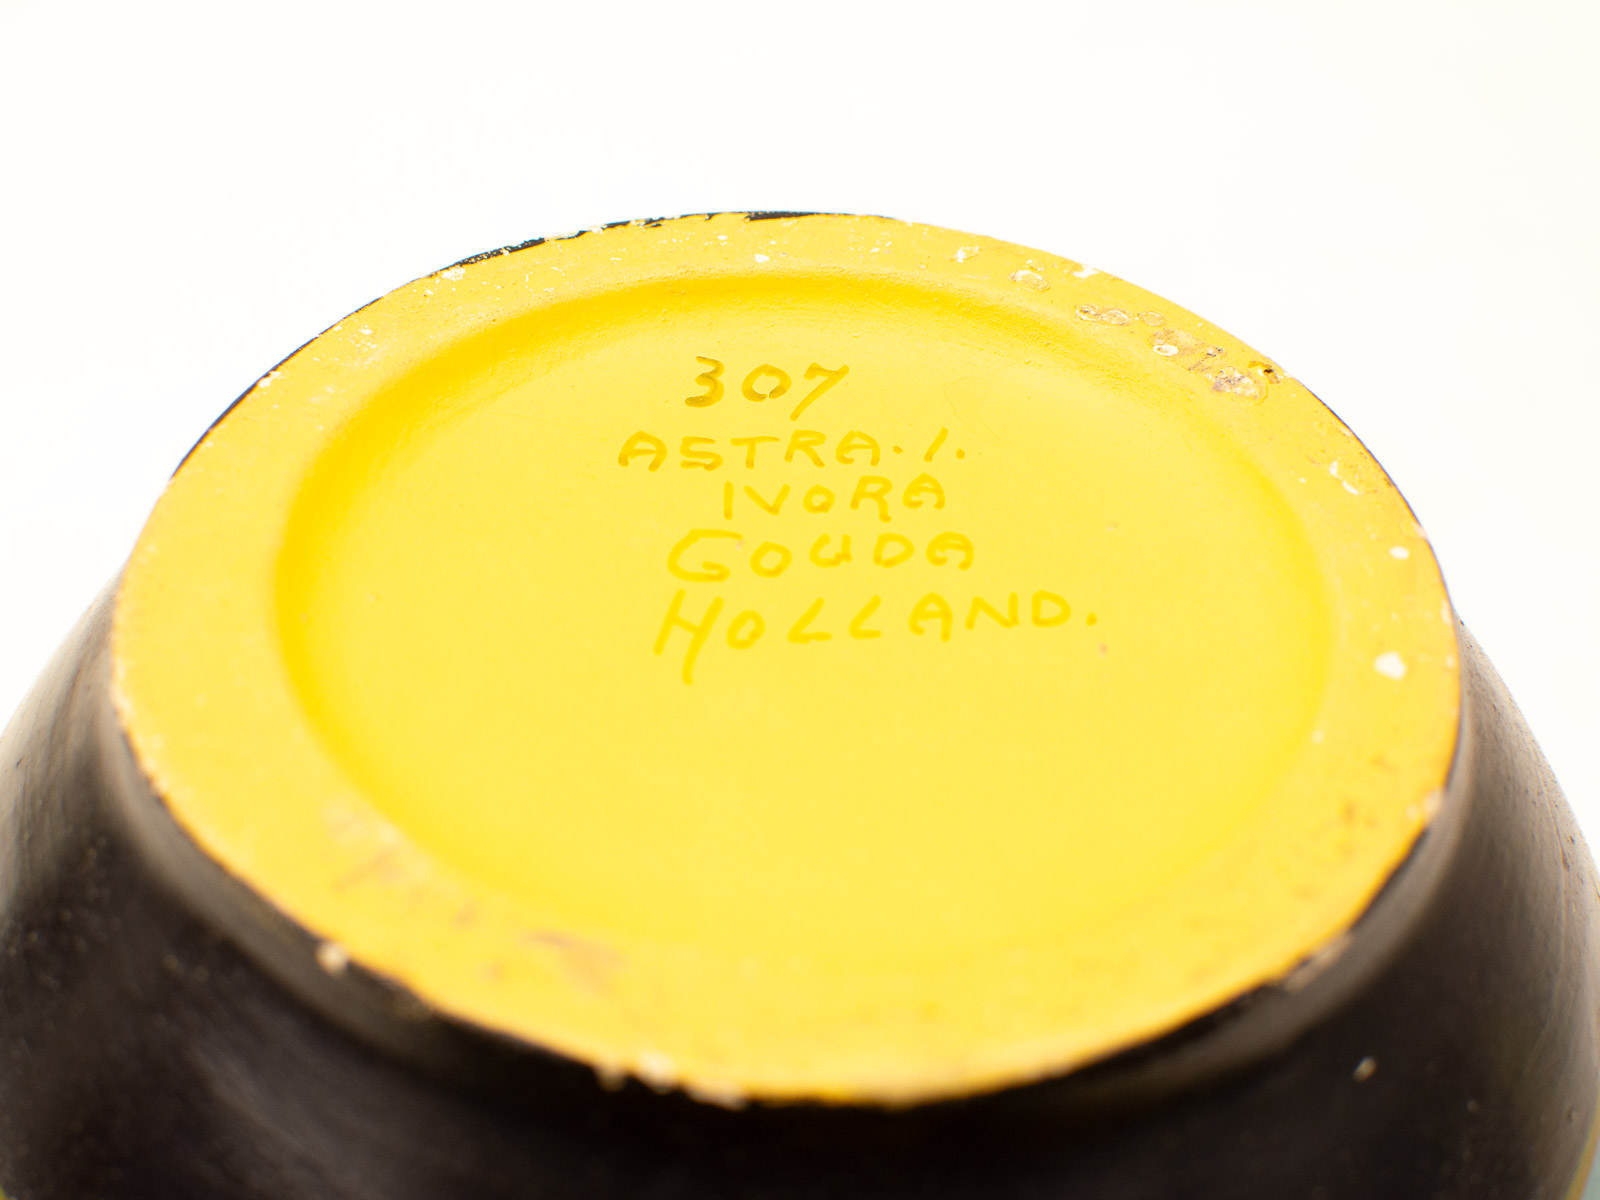 307
ASTRA. 1.
IVORA
GOUDA
HOLLAND.